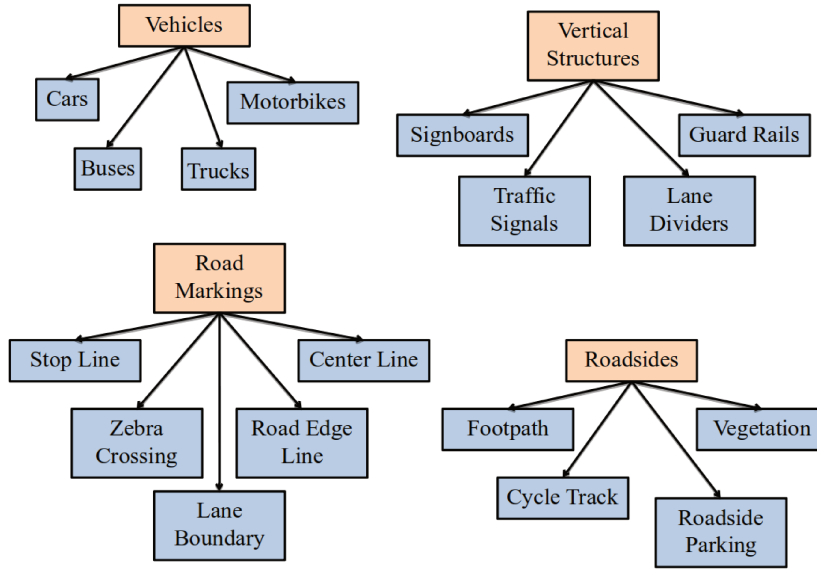 Vehicles
Cars
Motorbikes
Buses
Trucks
Vertical
Structures
Signboards
Guard Rails
Traffic
Signals
Lane
Dividers
Road
Markings
Stop Line
Center Line
Zebra
Crossing
Road Edge
Line
Lane
Boundary
Roadsides
Footpath
Vegetation
Cycle Track
Roadside
Parking